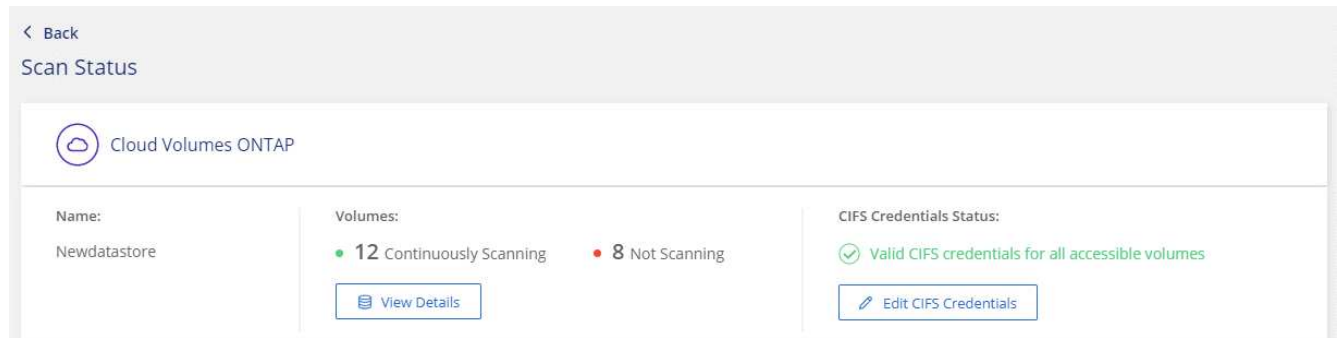 Back
Scan Status
Cloud Volumes ONTAP
Name:
Newdatastore
Volumes:
12 Continuously Scanning
8 Not Scanning
View Details
CIFS Credentials Status:
Valid CIFS credentials for all accessible volumes
Edit CIFS Credentials